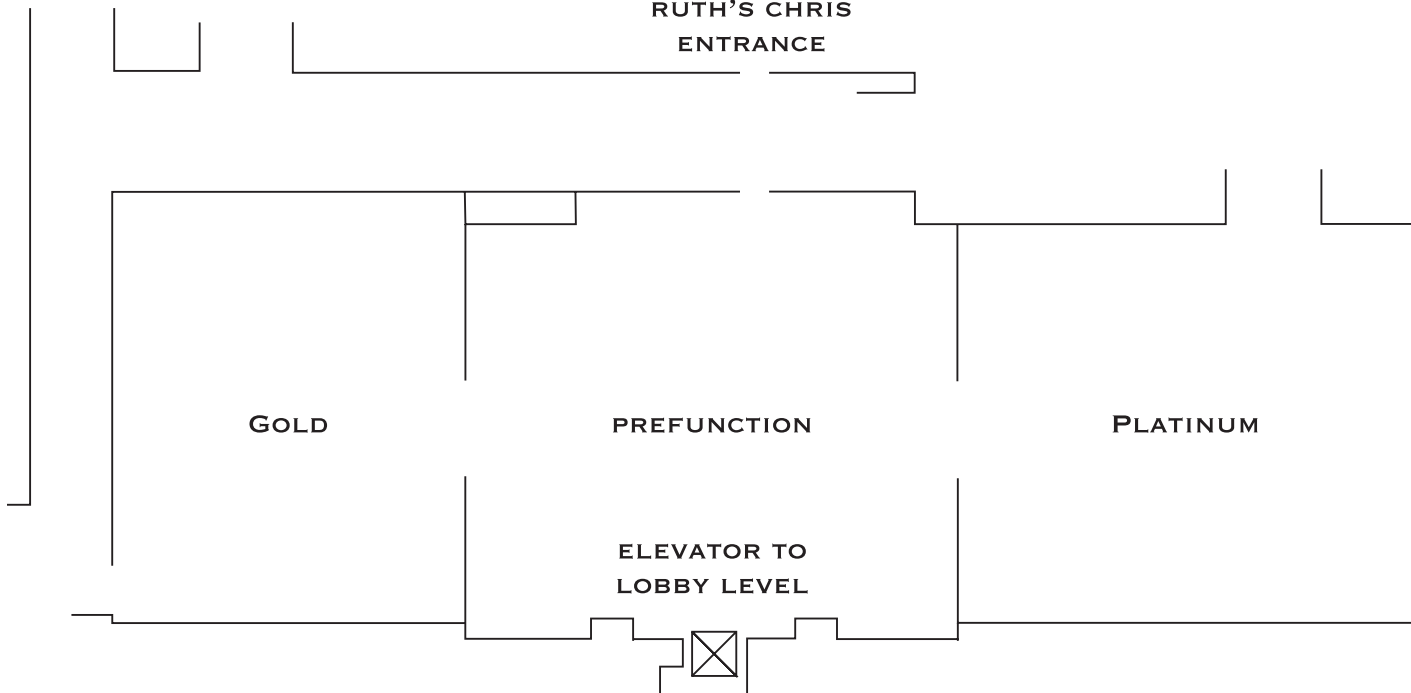 RUTH'S CHRIS
ENTRANCE
GOLD
PREFUNCTION
PLATINUM
ELEVATOR TO
LOBBY LEVEL